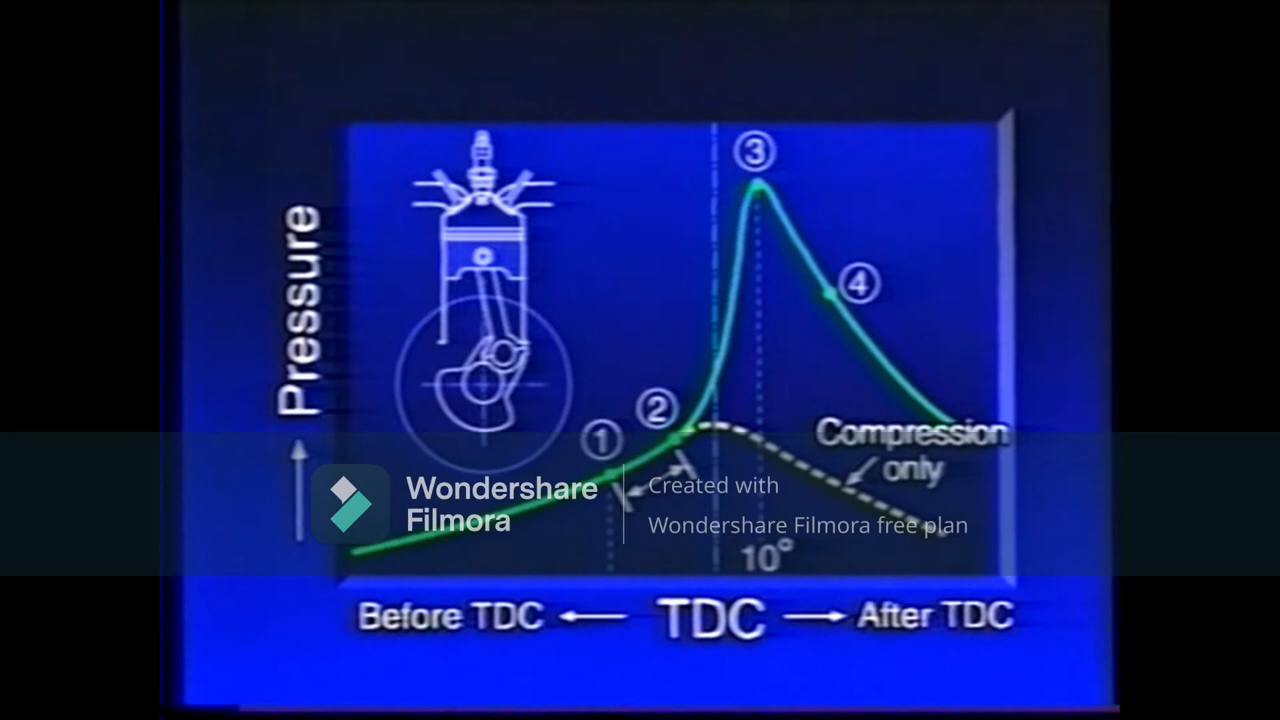 ③
④
②
①
Pressure
Compression
only
10°
Before TDC
TDC
After TDC
Wondershare
Filmora
Created with
Wondershare Filmora free plan